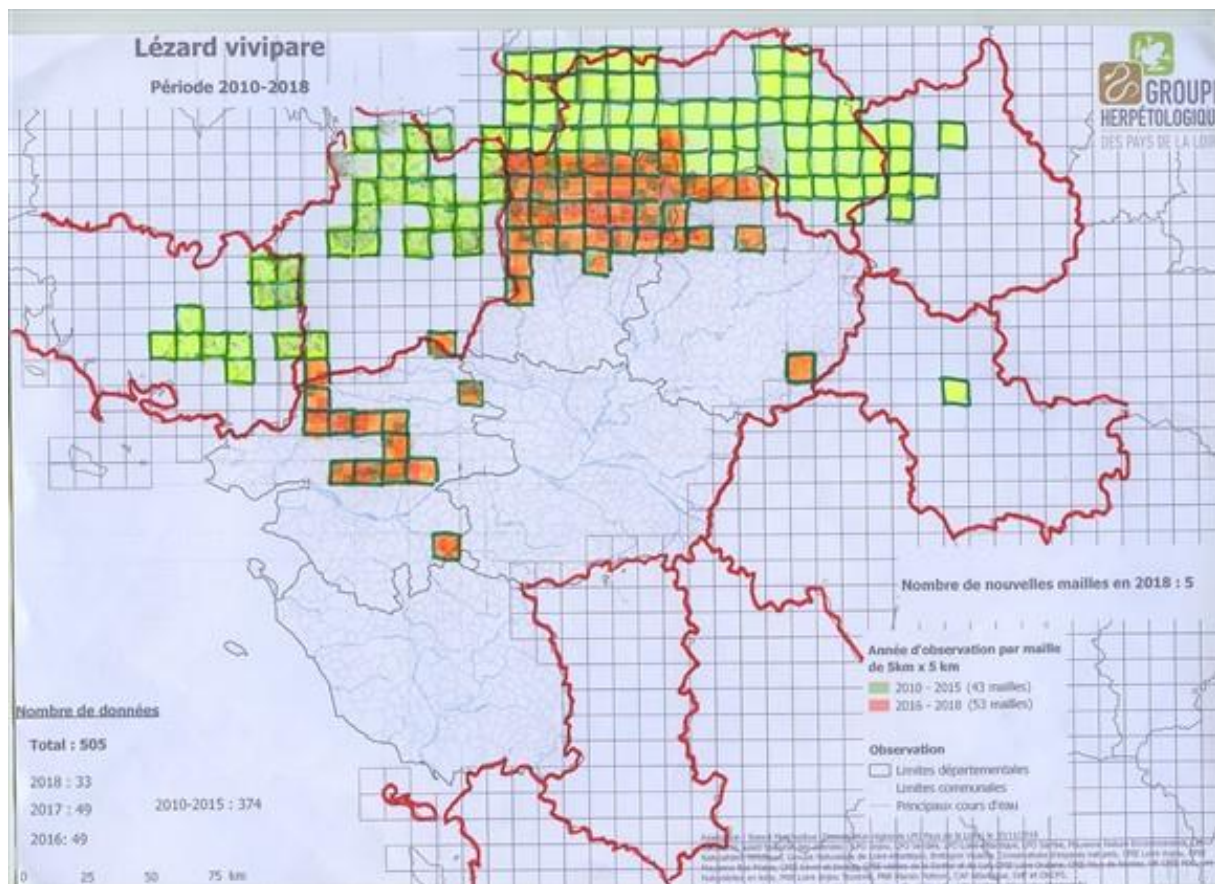 Lézard vivipare
Période 2010-2018
GROUPE
HERPÉTOLOGIQUE
DES PAYS DE LA LOIRE
Nombre de nouvelles mailles en 2018 : 5
Année d'observation par maille
de 5km x 5 km
2010 - 2015 (43 mailles)
2016 - 2018 (53 mailles)
Observation
Limites départementales
Limites communales
Principaux cours d'eau
Nombre de données
Total : 505
2018 : 33
2017 : 49
2010-2015 : 374
2016: 49
0 25 50 75 km